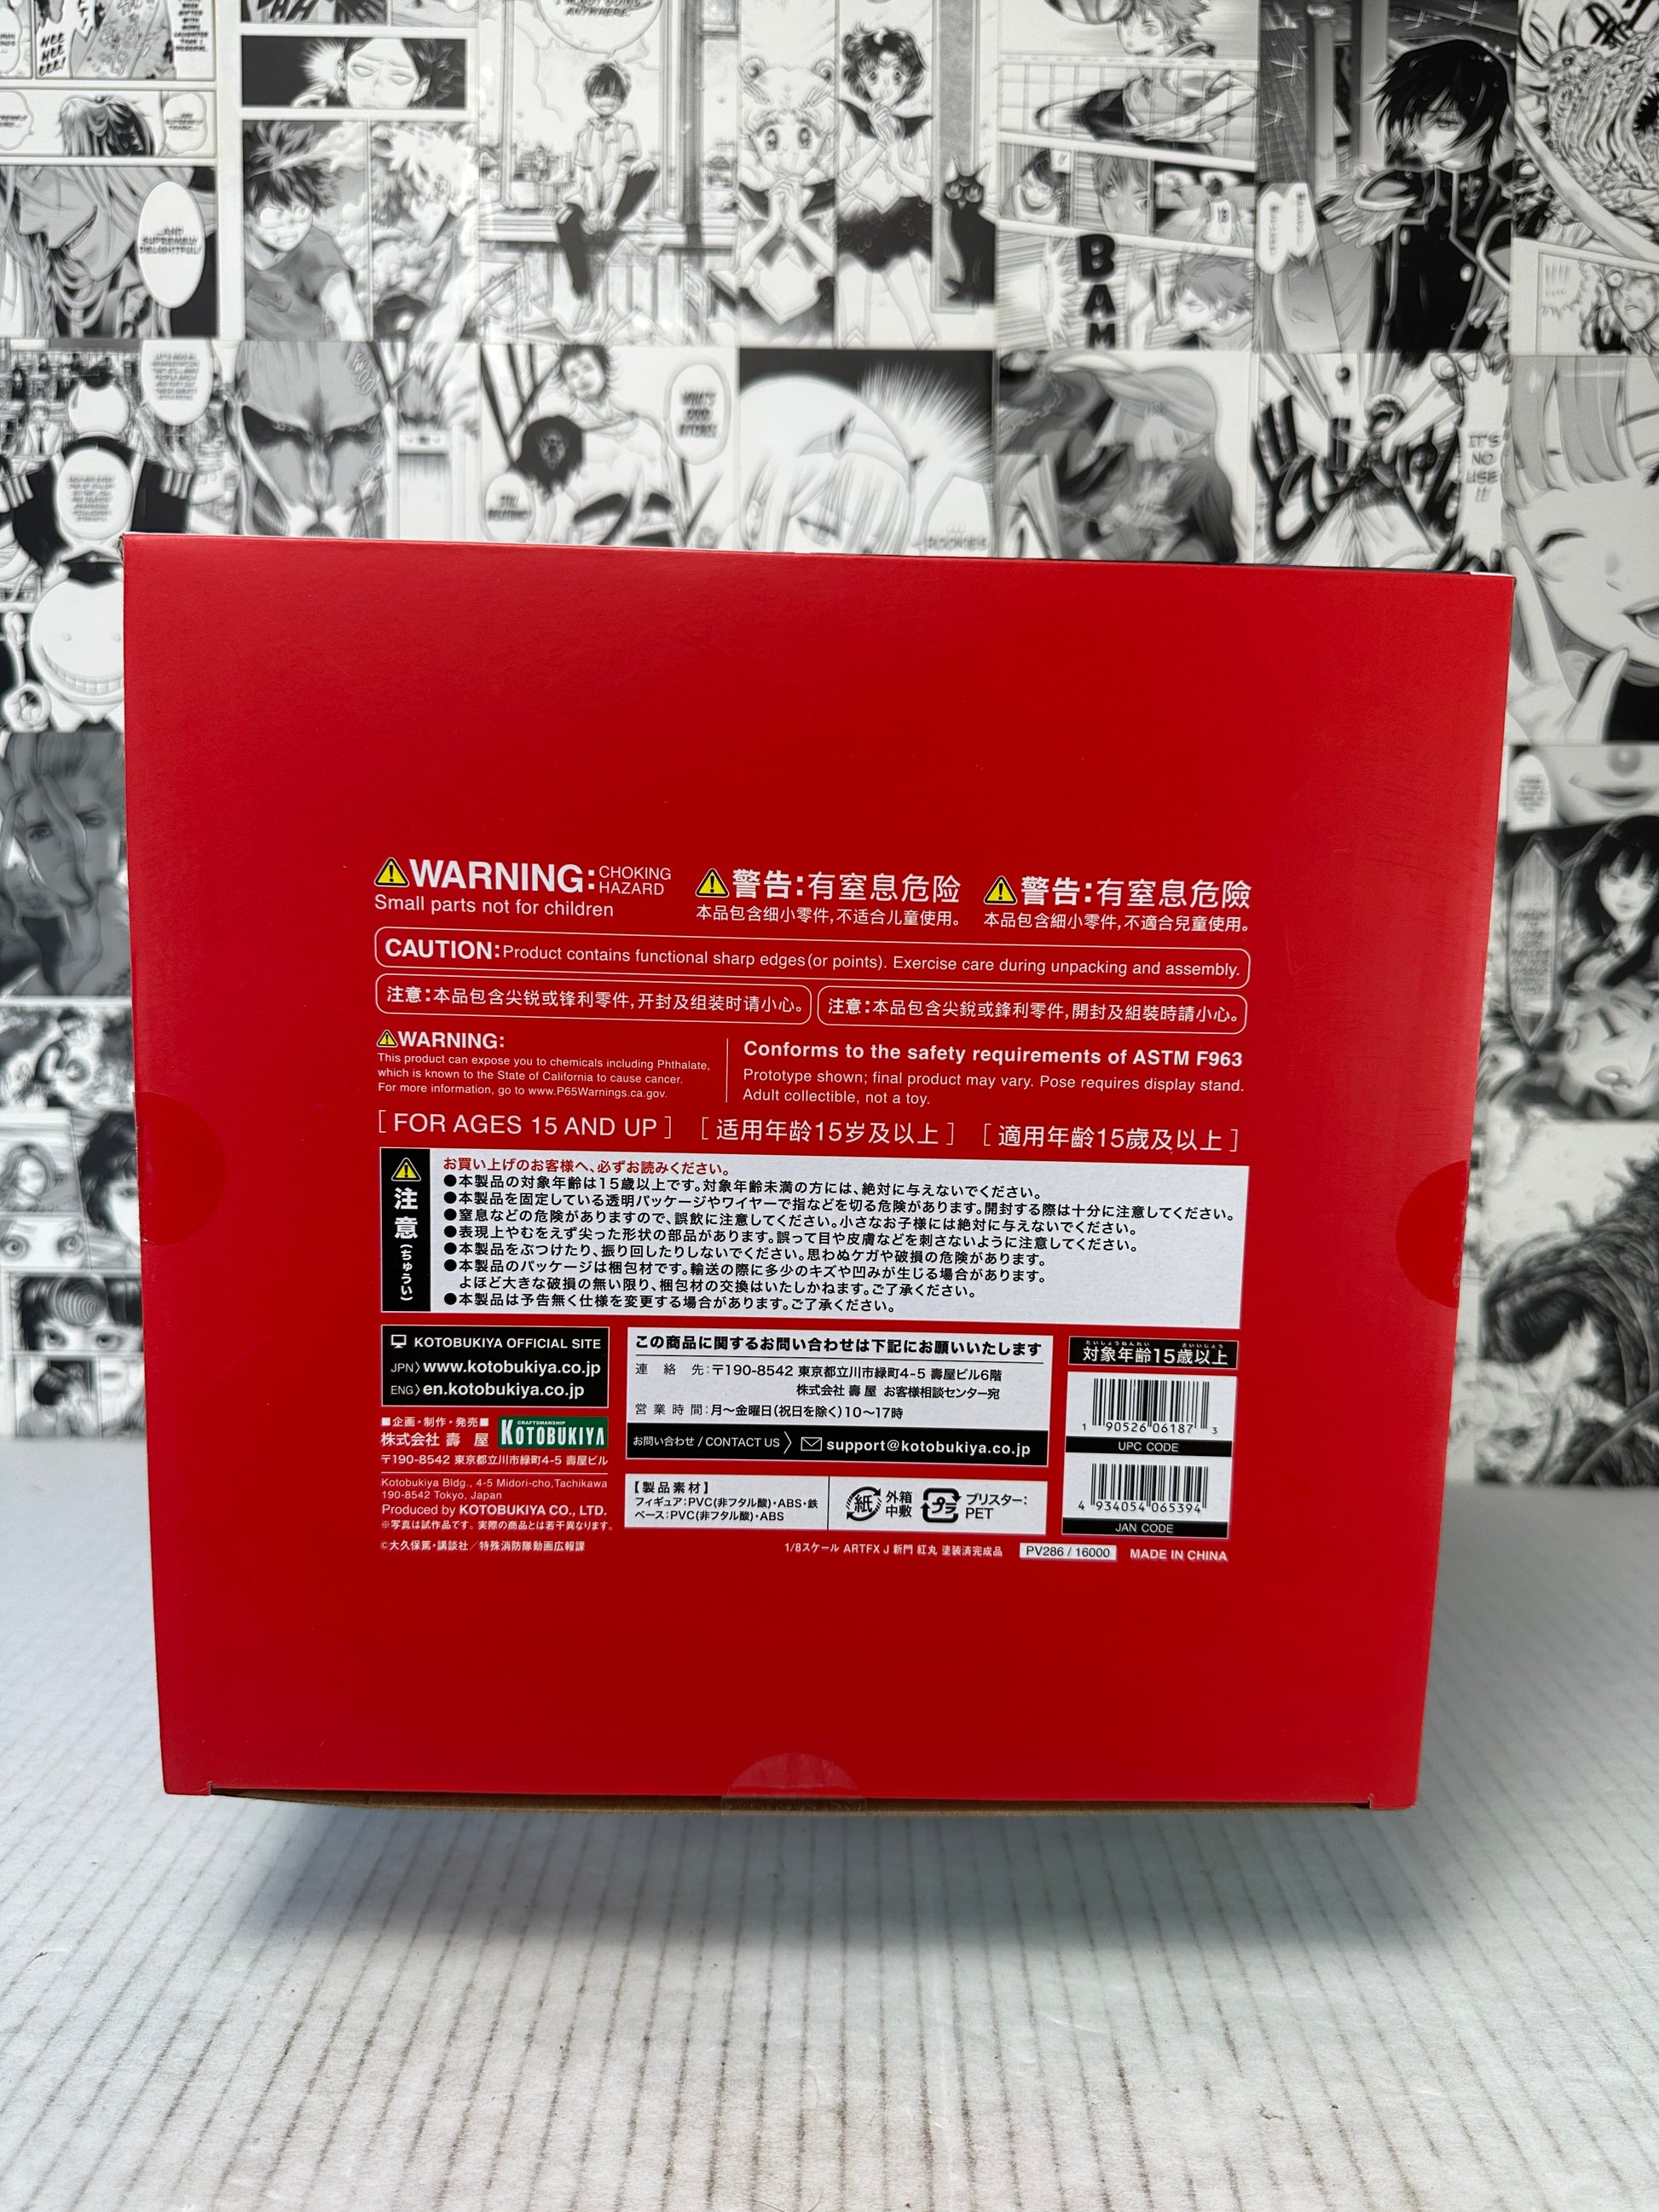 HEE HEE HEE!
...AND SUPREMELY DELIGHTFUL!
BAM
IT'S NO USE!!
WARNING: CHOKING HAZARD
Small parts not for children
警告:有窒息危险
本品包含细小零件,不适合儿童使用。
警告:有窒息危險
本品包含細小零件,不適合兒童使用。
CAUTION: Product contains functional sharp edges (or points). Exercise care during unpacking and assembly.
注意:本品包含尖锐或锋利零件,开封及组装时请小心。
注意:本品包含尖銳或鋒利零件,開封及組裝時請小心。
WARNING:
This product can expose you to chemicals including Phthalate,
which is known to the State of California to cause cancer.
For more information, go to www.P65Warnings.ca.gov.
Conforms to the safety requirements of ASTM F963
Prototype shown; final product may vary. Pose requires display stand.
Adult collectible, not a toy.
[ FOR AGES 15 AND UP ] [ 适用年龄15岁及以上 ] [ 適用年齡15歲及以上 ]
注意(ちゅうい)
お買い上げのお客様へ、必ずお読みください。
●本製品の対象年齢は15歳以上です。対象年齢未満の方には、絶対に与えないでください。
●本製品を固定している透明パッケージやワイヤーで指などを切る危険があります。開封する際は十分に注意してください。
●窒息などの危険がありますので、誤飲に注意してください。小さなお子様には絶対に与えないでください。
●表現上やむをえず尖った形状の部品があります。誤って目や皮膚などを刺さないように注意してください。
●本製品をぶつけたり、振り回したりしないでください。思わぬケガや破損の危険があります。
●本製品のパッケージは梱包材です。輸送の際に多少のキズや凹みが生じる場合があります。
よほど大きな破損の無い限り、梱包材の交換はいたしかねます。ご了承ください。
●本製品は予告無く仕様を変更する場合があります。ご了承ください。
KOTOBUKIYA OFFICIAL SITE
JPN〉www.kotobukiya.co.jp
ENG〉en.kotobukiya.co.jp
■企画・制作・発売■
株式会社 壽 屋
CRAFTSMANSHIP
KOTOBUKIYA
〒190-8542 東京都立川市緑町4-5 壽屋ビル
Kotobukiya Bldg., 4-5 Midori-cho,Tachikawa
190-8542 Tokyo, Japan
Produced by KOTOBUKIYA CO., LTD.
※写真は試作品です。実際の商品とは若干異なります。
©大久保篤・講談社/特殊消防隊動画広報課
この商品に関するお問い合わせは下記にお願いいたします
連 絡 先:〒190-8542 東京都立川市緑町4-5 壽屋ビル6階
株式会社 壽 屋 お客様相談センター宛
営 業 時 間:月〜金曜日(祝日を除く)10〜17時
お問い合わせ / CONTACT US 〉 support@kotobukiya.co.jp
【製品素材】
フィギュア:PVC(非フタル酸)・ABS・鉄
ベース:PVC(非フタル酸)・ABS
紙 外箱 中敷
プラ ブリスター: PET
たいしょうねんれい さいいじょう
対象年齢15歳以上
1 90526 06187 3
UPC CODE
4 934054 065394
JAN CODE
1/8スケール ARTFX J 新門 紅丸 塗装済完成品
PV286 / 16000
MADE IN CHINA